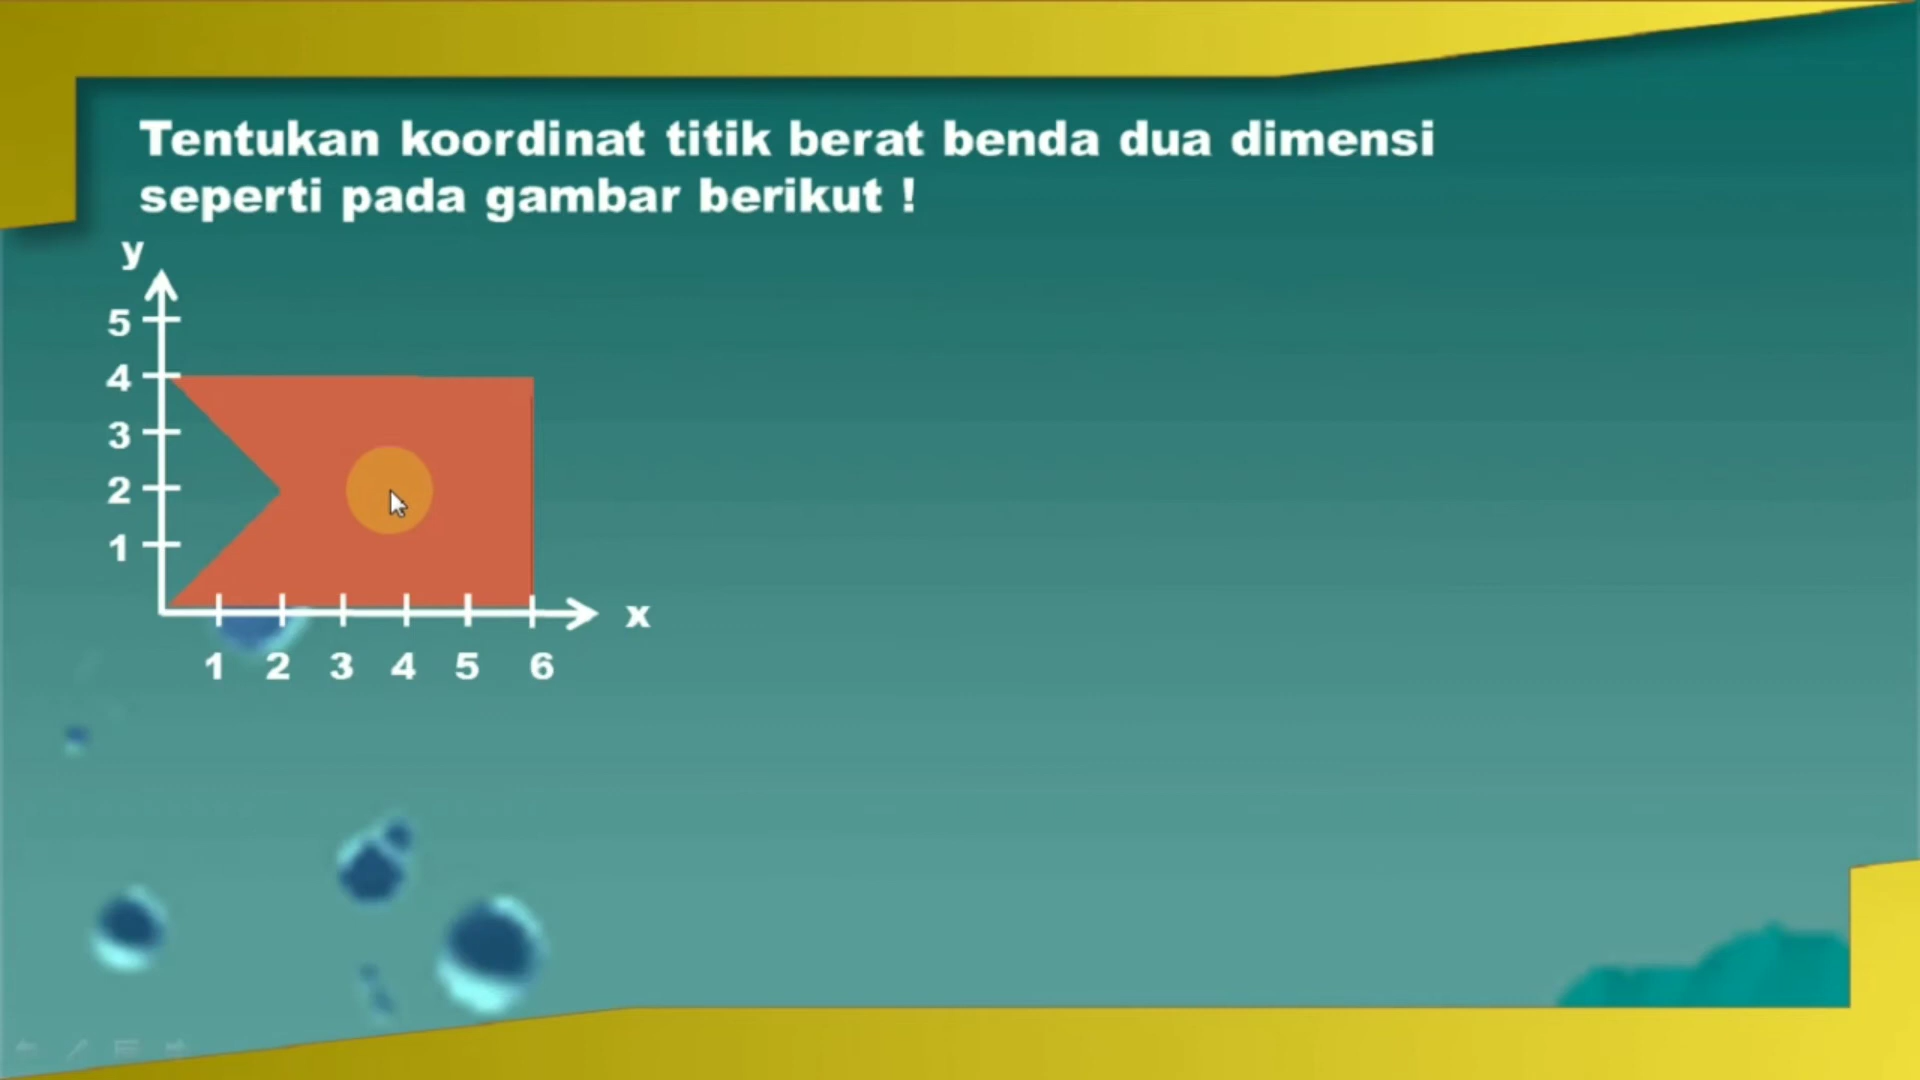 Tentukan koordinat titik berat benda dua dimensi
seperti pada gambar berikut !
y
5
4
3
2
1
x
1 2 3 4 5 6